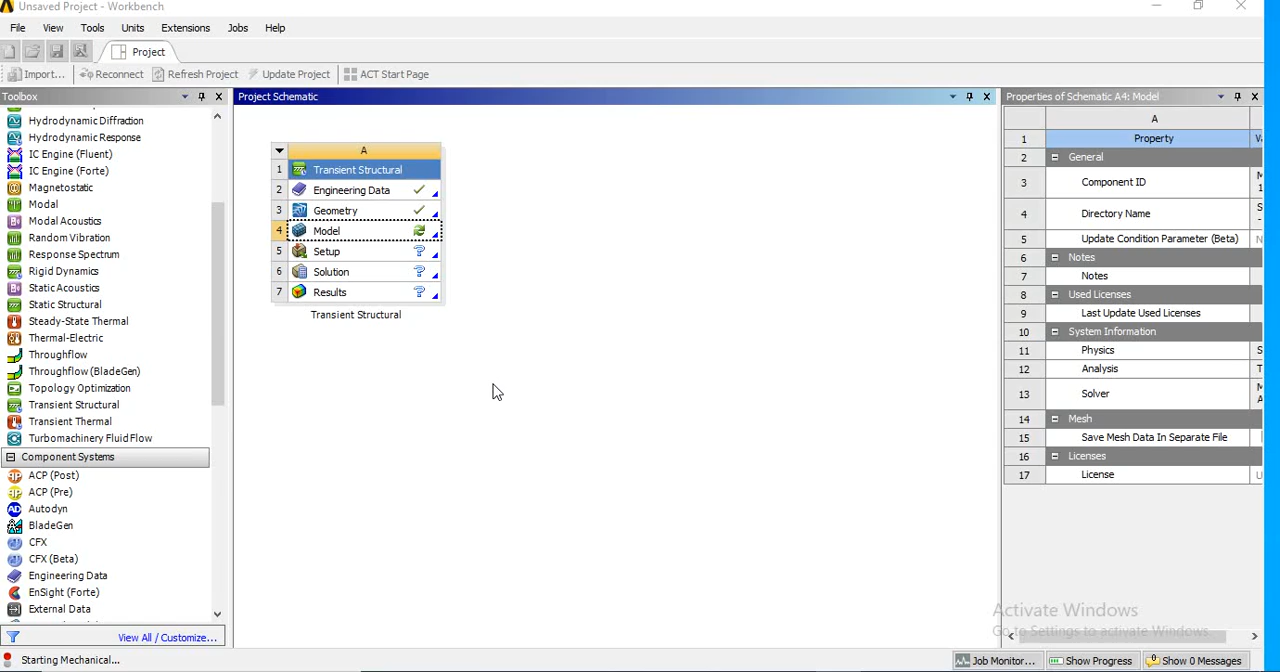 Unsaved Project - Workbench
File View Tools Units Extensions Jobs Help
Project
Import... Reconnect Refresh Project Update Project ACT Start Page
Toolbox
Hydrodynamic Diffraction
Hydrodynamic Response
IC Engine (Fluent)
IC Engine (Forte)
Magnetostatic
Modal
Modal Acoustics
Random Vibration
Response Spectrum
Rigid Dynamics
Static Acoustics
Static Structural
Steady-State Thermal
Thermal-Electric
Throughflow
Throughflow (BladeGen)
Topology Optimization
Transient Structural
Transient Thermal
Turbomachinery Fluid Flow
Component Systems
ACP (Post)
ACP (Pre)
Autodyn
BladeGen
CFX
CFX (Beta)
Engineering Data
EnSight (Forte)
External Data
View All / Customize...
Project Schematic
A
1 Transient Structural
2 Engineering Data
3 Geometry
4 Model
5 Setup
6 Solution
7 Results
Transient Structural
Properties of Schematic A4: Model
A
1 Property
2 General
3 Component ID
4 Directory Name
5 Update Condition Parameter (Beta)
6 Notes
7 Notes
8 Used Licenses
9 Last Update Used Licenses
10 System Information
11 Physics
12 Analysis
13 Solver
14 Mesh
15 Save Mesh Data In Separate File
16 Licenses
17 License
Activate Windows
Go to Settings to activate Windows.
Starting Mechanical...
Job Monitor... Show Progress Show 0 Messages